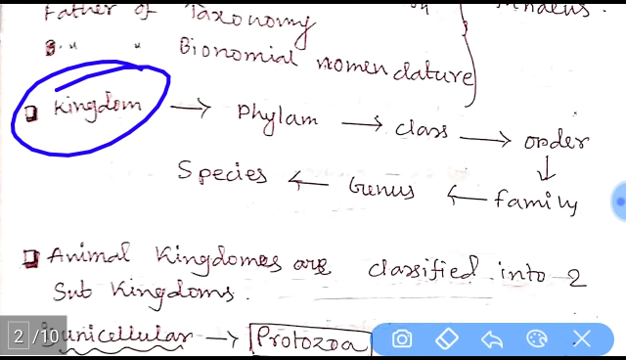 Father of Taxonomy
" " Bionomial nomenclature
Kingdom → Phylam → class → order
↓
Species ← Genus ← family
Animal Kingdomes are classified into 2
Sub Kingdoms.
unicellular → Protozoa
2 /10